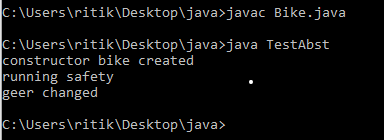 C:\Users\ritik\Desktop\java>javac Bike.java
C:\Users\ritik\Desktop\java>java TestAbst
constructor bike created
running safety
geer changed
C:\Users\ritik\Desktop\java>